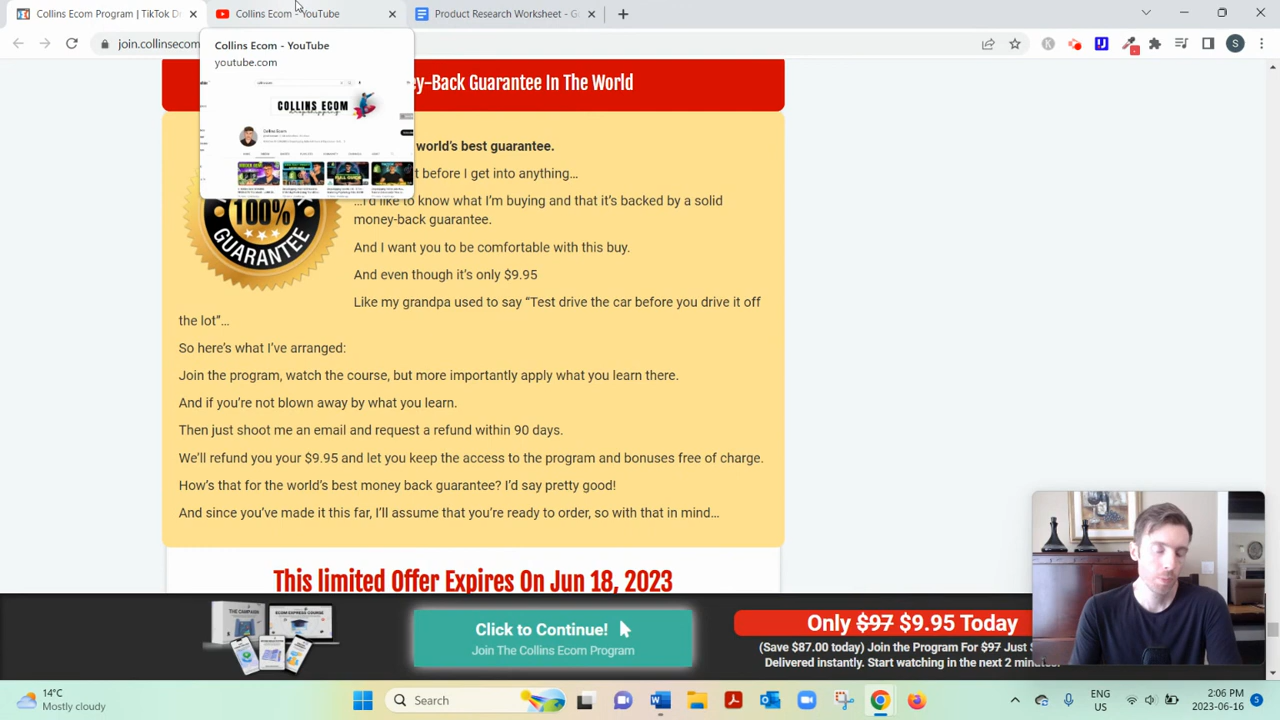 Collins Ecom Program | TikTok D
Collins Ecom - YouTube
Product Research Worksheet - Go
join.collinsecom
S
Collins Ecom - YouTube
youtube.com
COLLINS ECOM
ey-Back Guarantee In The World
world's best guarantee.
t before I get into anything…
…I'd like to know what I'm buying and that it's backed by a solid
money-back guarantee.
100%
GUARANTEE
And I want you to be comfortable with this buy.
And even though it's only $9.95
Like my grandpa used to say “Test drive the car before you drive it off
the lot”…
So here's what I've arranged:
Join the program, watch the course, but more importantly apply what you learn there.
And if you're not blown away by what you learn.
Then just shoot me an email and request a refund within 90 days.
We'll refund you your $9.95 and let you keep the access to the program and bonuses free of charge.
How's that for the world's best money back guarantee? I'd say pretty good!
And since you've made it this far, I'll assume that you're ready to order, so with that in mind…
This limited Offer Expires On Jun 18, 2023
THE CAMPAIGN
ECOM EXPRESS COURSE
Click to Continue!
Join The Collins Ecom Program
Only $97 $9.95 Today
(Save $87.00 today) Join the Program For $97 Just $
Delivered instantly. Start watching in the next 2 minute
14°C
Mostly cloudy
Search
ENG
US
2:06 PM
2023-06-16
5